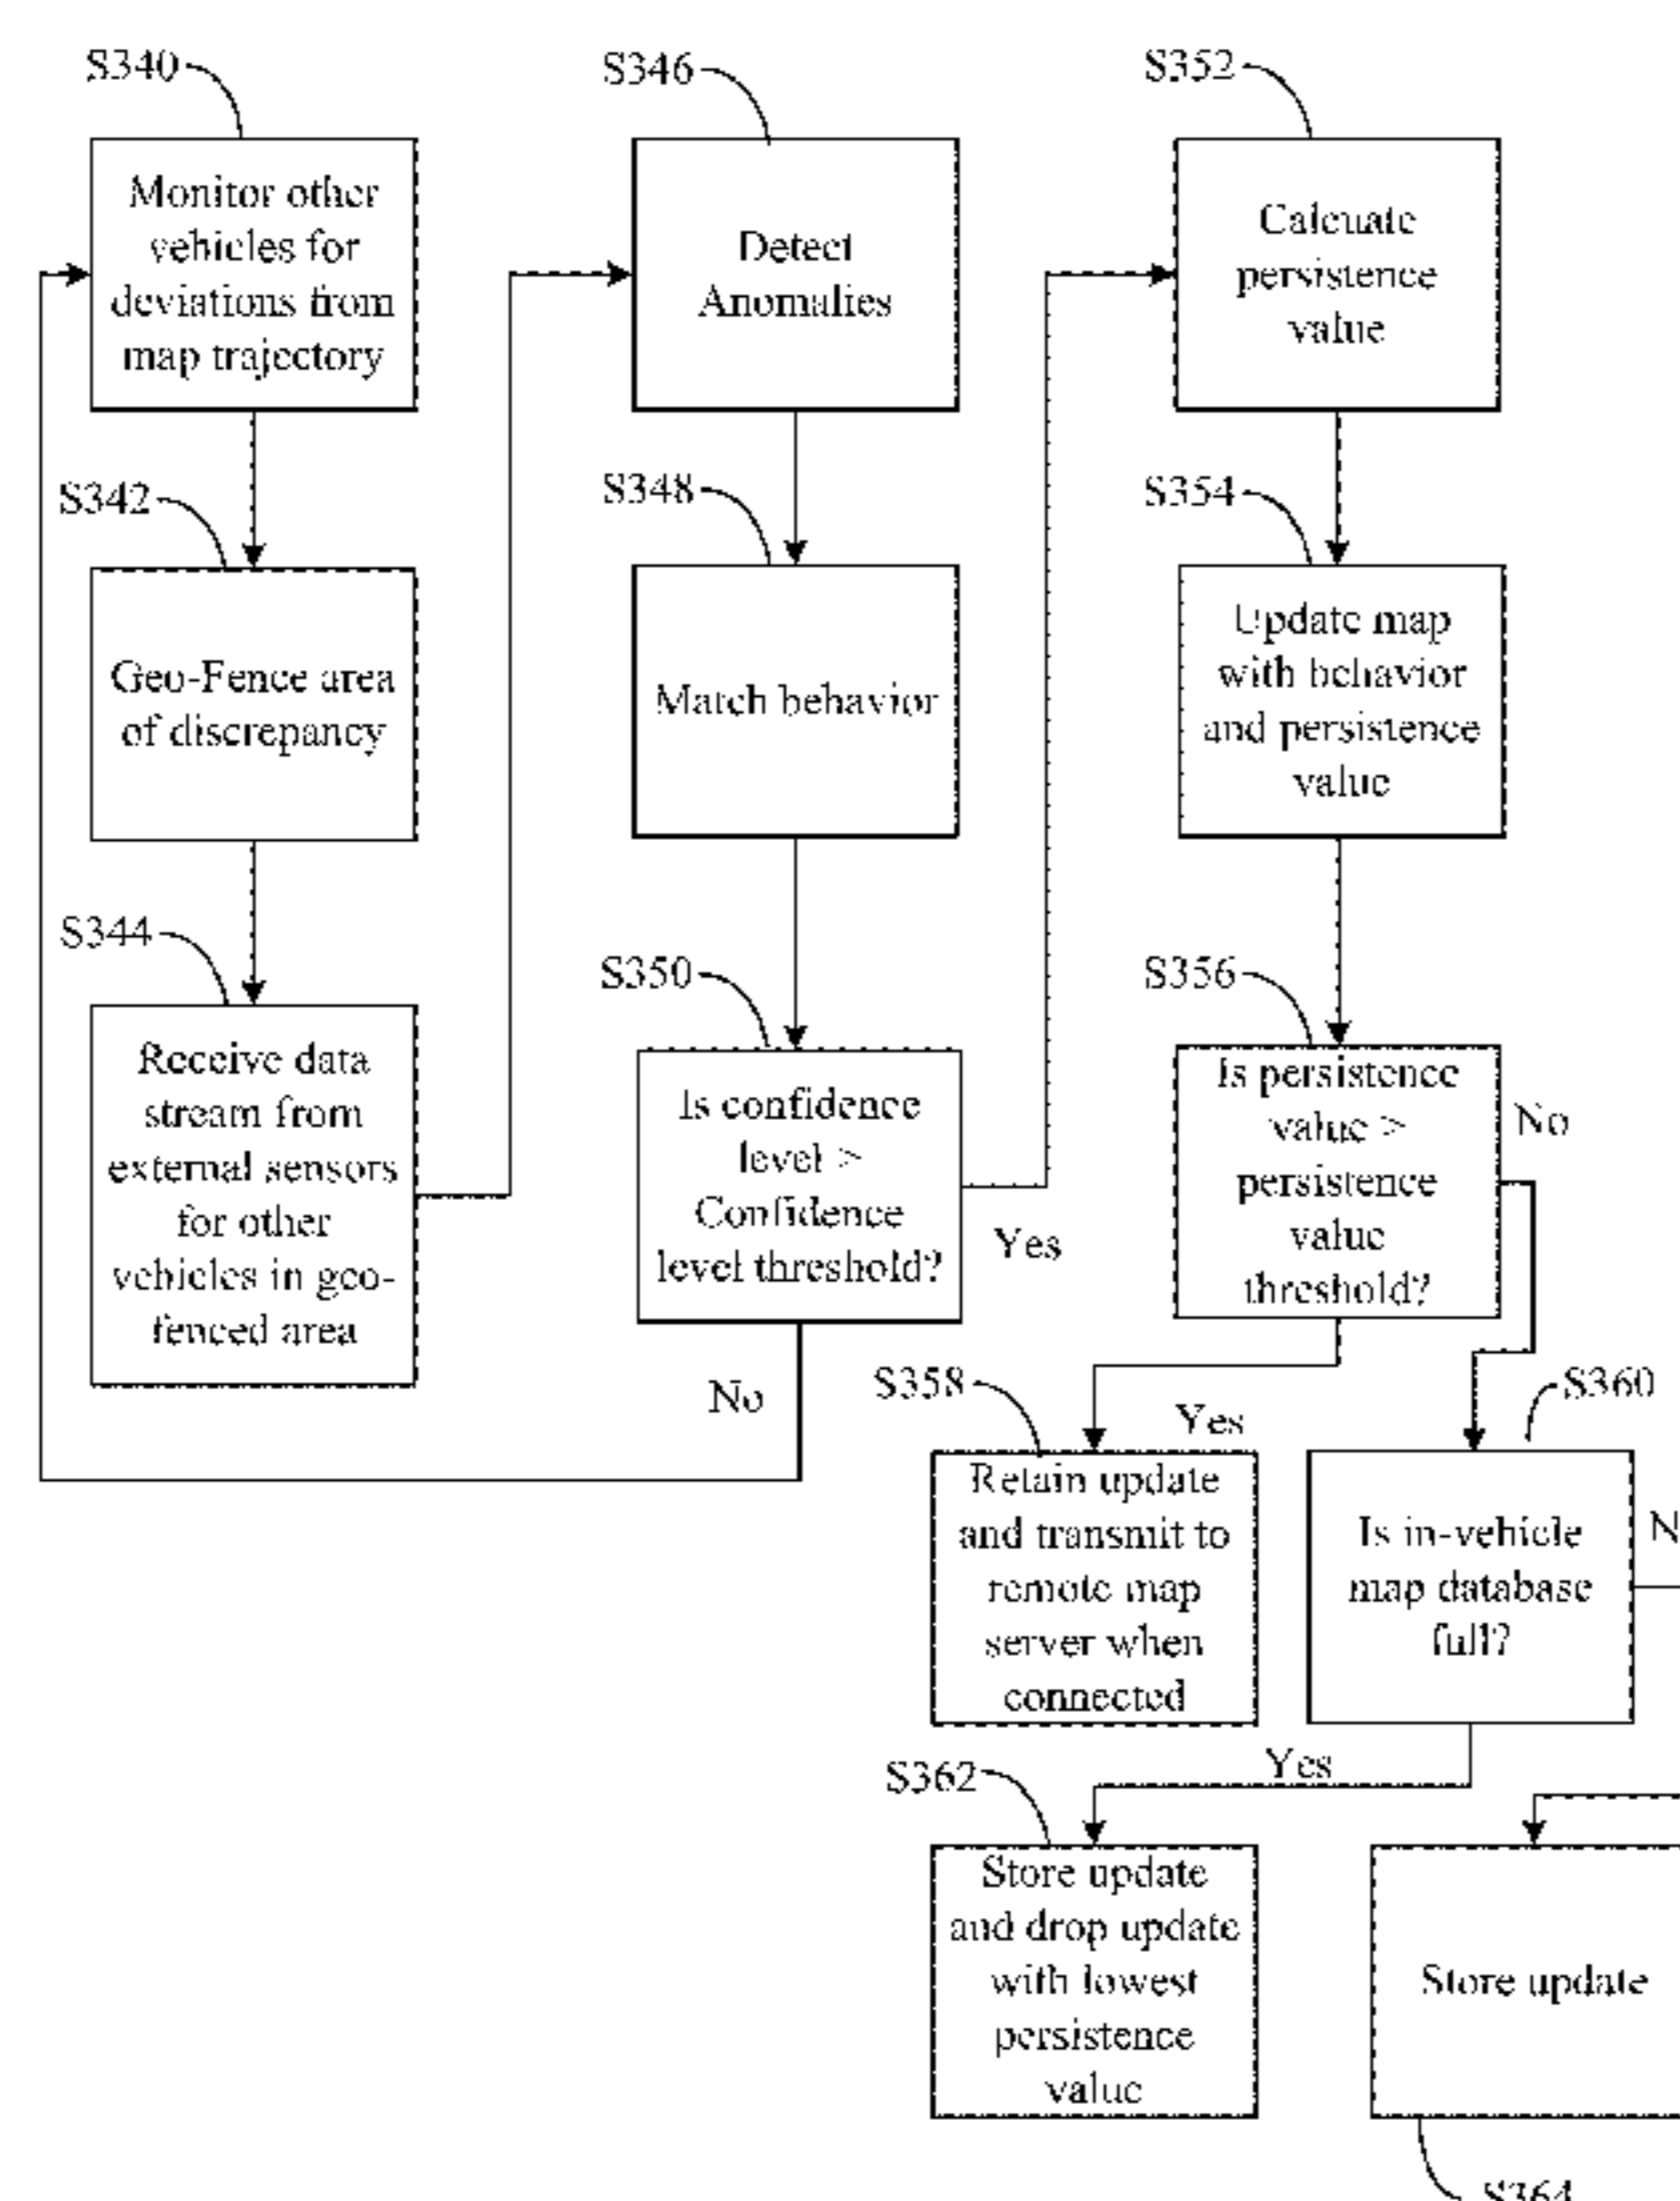 S340
Monitor other
vehicles for
deviations from
map trajectory
S342
Geo-Fence area
of discrepancy
S344
Receive data
stream from
external sensors
for other
vehicles in geo-
fenced area
S346
Detect
Anomalies
S348
Match behavior
S350
Is confidence
level >
Confidence
level threshold?
Yes
No
S352
Calcuate
persistence
value
S354
Update map
with behavior
and persistence
value
S356
Is persistence
value >
persistence
value
threshold?
No
Yes
S358
Retain update
and transmit to
remote map
server when
connected
S360
Is in-vehicle
map database
full?
N
Yes
S362
Store update
and drop update
with lowest
persistence
value
Store update
S364